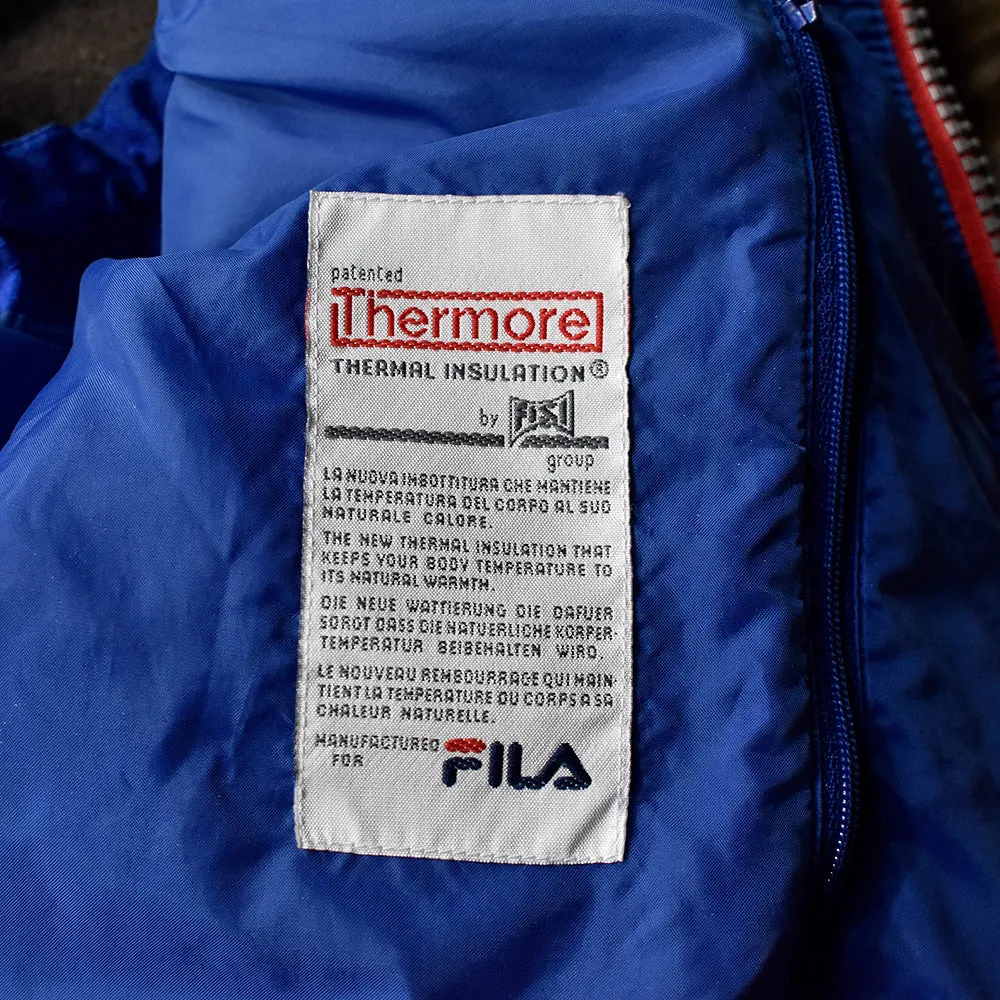 patented
Thermore
THERMAL INSULATION®
by FISI
group
LA NUOVA IMBOTTITURA CHE MANTIENE
LA TEMPERATURA DEL CORPO AL SUO
NATURALE CALORE.
THE NEW THERMAL INSULATION THAT
KEEPS YOUR BODY TEMPERATURE TO
ITS NATURAL WARMTH.
DIE NEUE WATTIERUNG DIE DAFUER
SORGT DASS DIE NATUERLICHE KORPER-
TEMPERATUR BEIBEHALTEN WIRD.
LE NOUVEAU REMBOURRAGE QUI MAIN-
TIENT LA TEMPERATURE DU CORPS A SA
CHALEUR NATURELLE.
MANUFACTURED
FOR
FILA